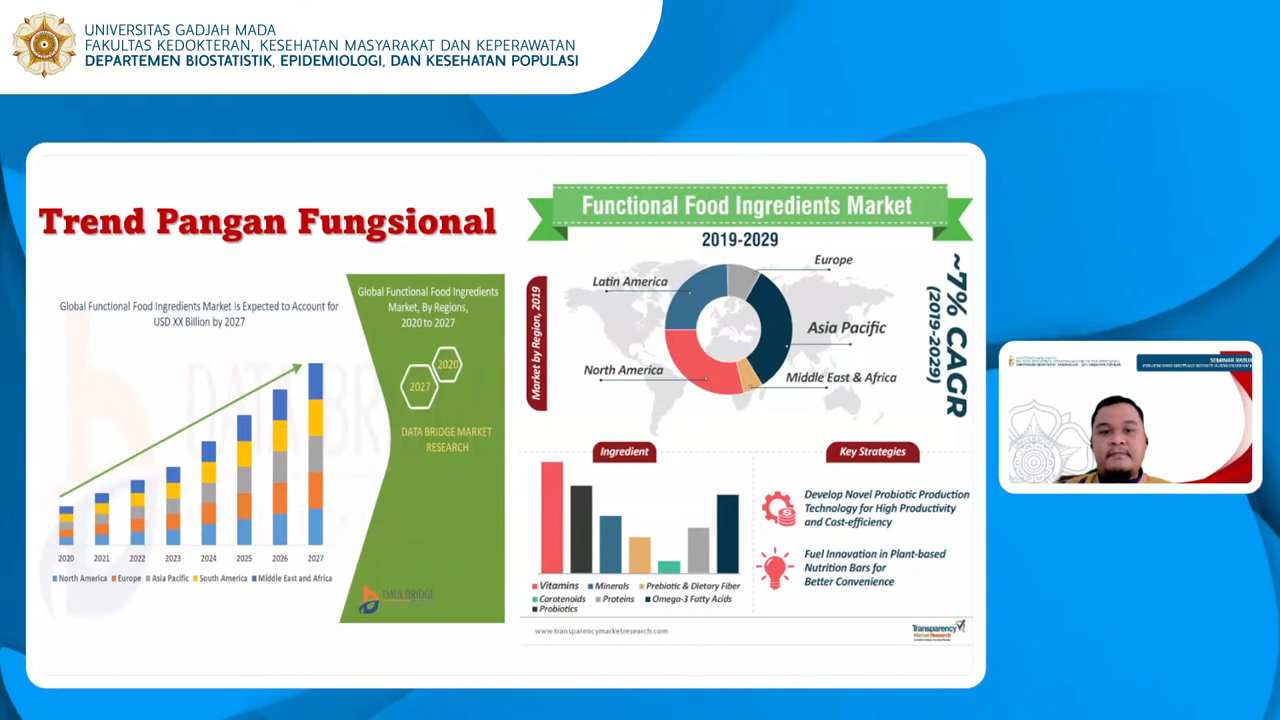 UNIVERSITAS GADJAH MADA
FAKULTAS KEDOKTERAN, KESEHATAN MASYARAKAT DAN KEPERAWATAN
DEPARTEMEN BIOSTATISTIK, EPIDEMIOLOGI, DAN KESEHATAN POPULASI
Trend Pangan Fungsional
Global Functional Food Ingredients Market is Expected to Account for
USD XX Billion by 2027
2020 2021 2022 2023 2024 2025 2026 2027
North America Europe Asia Pacific South America Middle East and Africa
Global Functional Food Ingredients
Market, By Regions,
2020 to 2027
2020
2027
DATA BRIDGE MARKET
RESEARCH
DATA BRIDGE
Functional Food Ingredients Market
2019-2029
Market by Region, 2019
Europe
Latin America
Asia Pacific
North America
Middle East & Africa
~7% CAGR
(2019-2029)
Ingredient
Vitamins Minerals Prebiotic & Dietary Fiber
Carotenoids Proteins Omega-3 Fatty Acids
Probiotics
Key Strategies
Develop Novel Probiotic Production
Technology for High Productivity
and Cost-efficiency
Fuel Innovation in Plant-based
Nutrition Bars for
Better Convenience
www.transparencymarketresearch.com
Transparency
Market Research
SEMINAR RABU